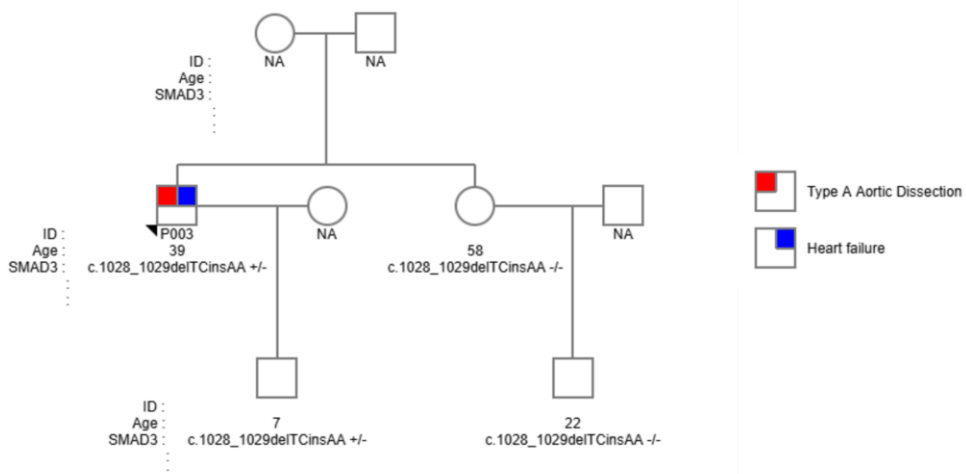 NA NA
ID :
Age :
SMAD3 :
:
:
Type A Aortic Dissection
Heart failure
ID : P003 NA NA
Age : 39 58
SMAD3 : c.1028_1029delTCinsAA +/- c.1028_1029delTCinsAA -/-
:
:
ID :
Age : 7 22
SMAD3 : c.1028_1029delTCinsAA +/- c.1028_1029delTCinsAA -/-
:
: